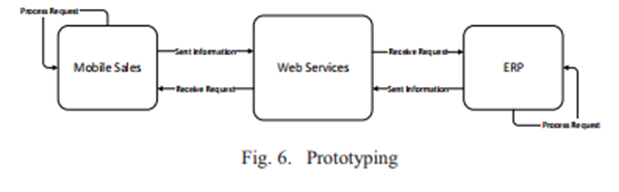 Process Request
Mobile Sales
Sent Information
Receive Request
Web Services
Receive Request
Sent Information
ERP
Process Request
Fig. 6. Prototyping